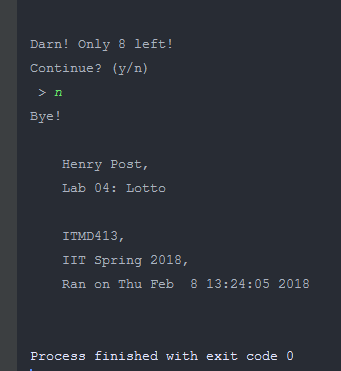 Darn! Only 8 left!
Continue? (y/n)
 > n
Bye!

    Henry Post,
    Lab 04: Lotto

    ITMD413,
    IIT Spring 2018,
    Ran on Thu Feb  8 13:24:05 2018


Process finished with exit code 0